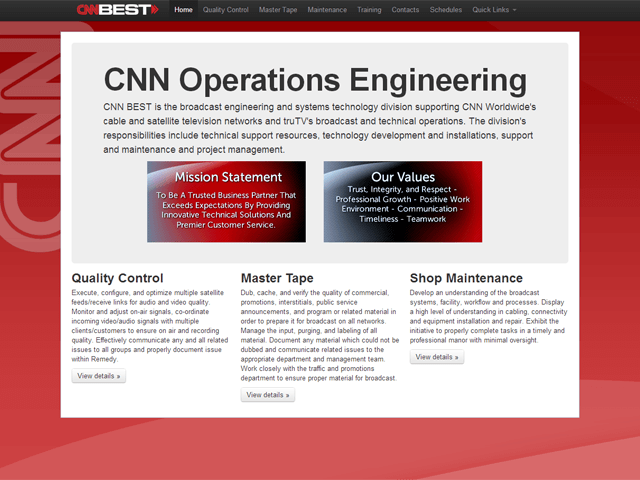 CNN BEST Home Quality Control Master Tape Maintenance Training Contacts Schedules Quick Links
CNN
CNN Operations Engineering
CNN BEST is the broadcast engineering and systems technology division supporting CNN Worldwide's
cable and satellite television networks and truTV's broadcast and technical operations. The division's
responsibilities include technical support resources, technology development and installations, support
and maintenance and project management.
Mission Statement
To Be A Trusted Business Partner That
Exceeds Expectations By Providing
Innovative Technical Solutions And
Premier Customer Service.
Our Values
Trust, Integrity, and Respect -
Professional Growth - Positive Work
Environment - Communication -
Timeliness - Teamwork
Quality Control
Execute, configure, and optimize multiple satellite
feeds/receive links for audio and video quality.
Monitor and adjust on-air signals, co-ordinate
incoming video/audio signals with multiple
clients/customers to ensure on air and recording
quality. Effectively communicate any and all related
issues to all groups and properly document issue
within Remedy.
View details »
Master Tape
Dub, cache, and verify the quality of commercial,
promotions, interstitials, public service
announcements, and program or related material in
order to prepare it for broadcast on all networks.
Manage the input, purging, and labeling of all
material. Document any material which could not be
dubbed and communicate related issues to the
appropriate department and management team.
Work closely with the traffic and promotions
department to ensure proper material for broadcast.
View details »
Shop Maintenance
Develop an understanding of the broadcast
systems, facility, workflow and processes. Display
a high level of understanding in cabling, connectivity
and equipment installation and repair. Exhibit the
initiative to properly complete tasks in a timely and
professional manor with minimal oversight.
View details »